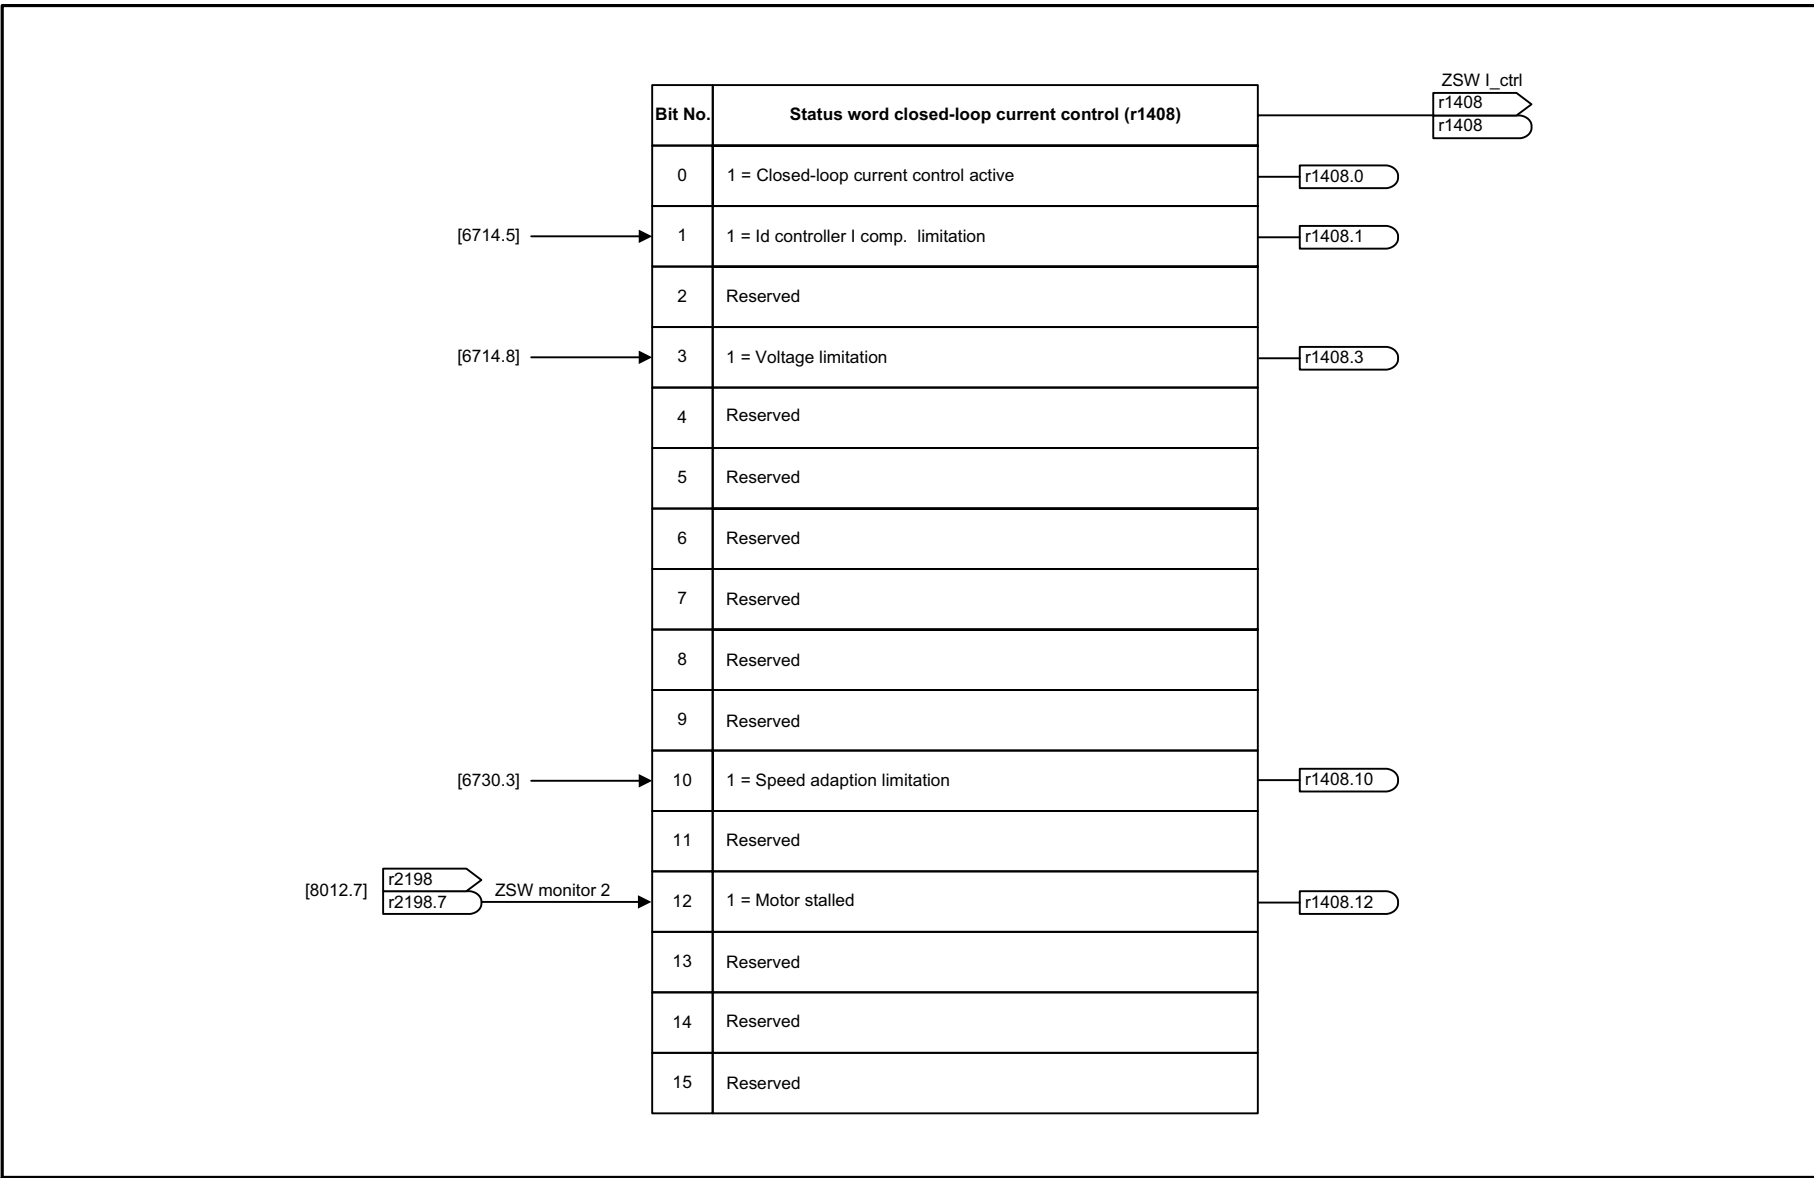 ZSW I_ctrl
Bit No. Status word closed-loop current control (r1408) r1408
r1408
0 1 = Closed-loop current control active r1408.0
[6714.5] 1 1 = Id controller I comp. limitation r1408.1
2 Reserved
[6714.8] 3 1 = Voltage limitation r1408.3
4 Reserved
5 Reserved
6 Reserved
7 Reserved
8 Reserved
9 Reserved
[6730.3] 10 1 = Speed adaption limitation r1408.10
11 Reserved
r2198
[8012.7] r2198.7 ZSW monitor 2 12 1 = Motor stalled r1408.12
13 Reserved
14 Reserved
15 Reserved